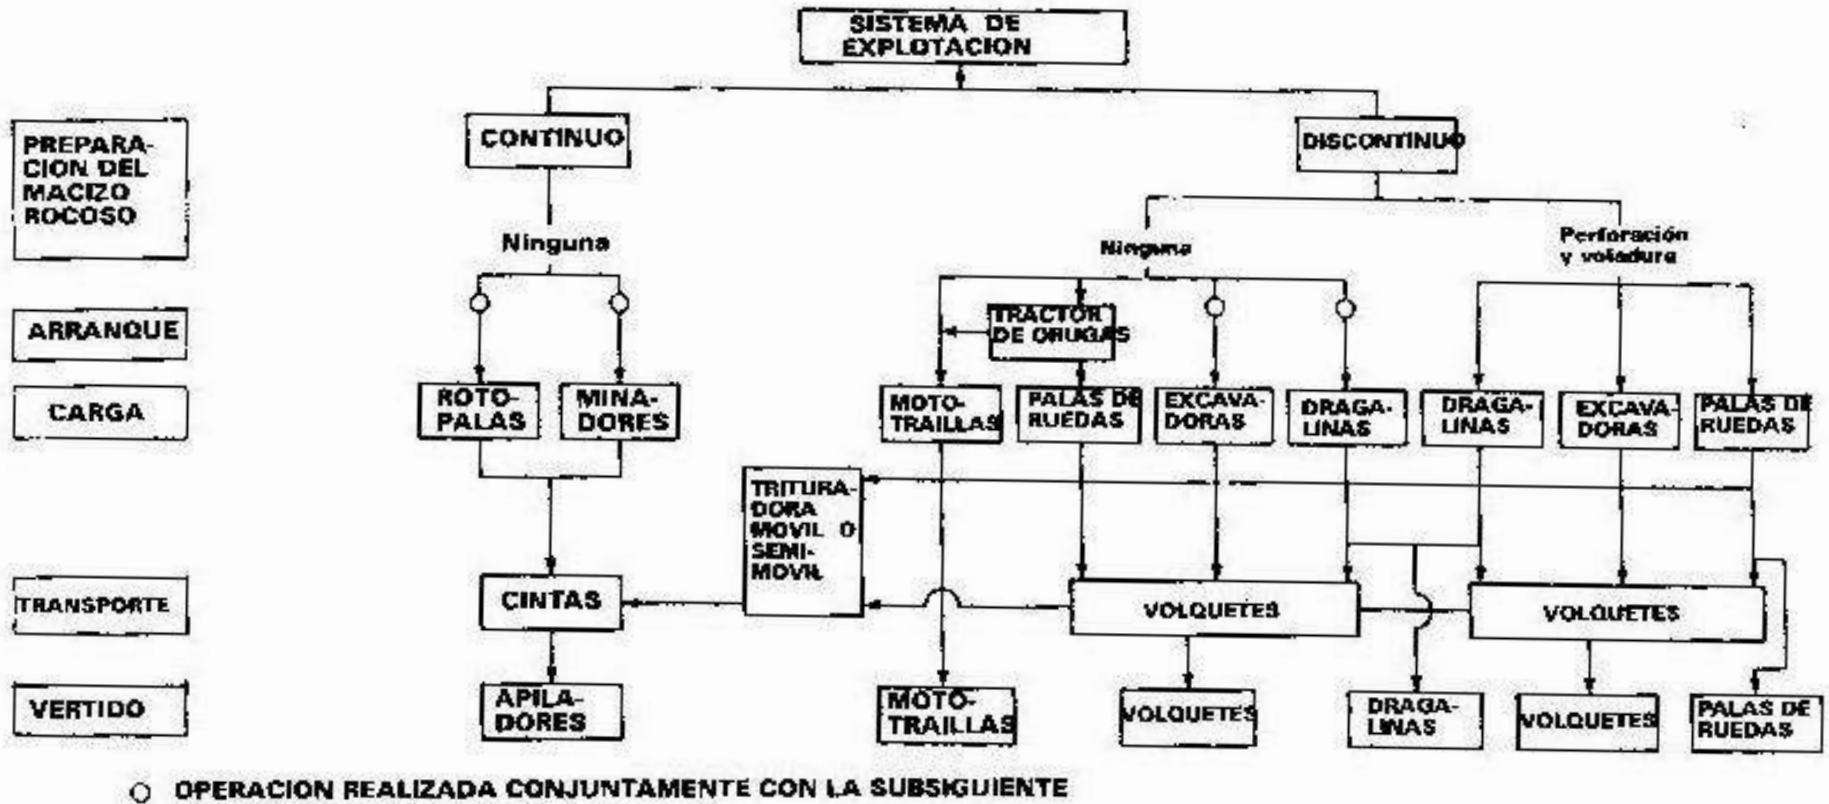 SISTEMA DE
EXPLOTACION
CONTINUO
DISCONTINUO
PREPARA-
CION DEL
MACIZO
ROCOSO
Ninguna
Ninguna
Perforación
y voladura
ARRANQUE
TRACTOR
DE ORUGAS
CARGA
ROTO-
PALAS
MINA-
DORES
MOTO-
TRAILLAS
PALAS DE
RUEDAS
EXCAVA-
DORAS
DRAGA-
LINAS
DRAGA-
LINAS
EXCAVA-
DORAS
PALAS DE
RUEDAS
TRITURA-
DORA
MOVIL O
SEMI-
MOVIL
TRANSPORTE
CINTAS
VOLQUETES
VOLQUETES
VERTIDO
APILA-
DORES
MOTO-
TRAILLAS
VOLQUETES
DRAGA-
LINAS
VOLQUETES
PALAS DE
RUEDAS
OPERACION REALIZADA CONJUNTAMENTE CON LA SUBSIGUIENTE